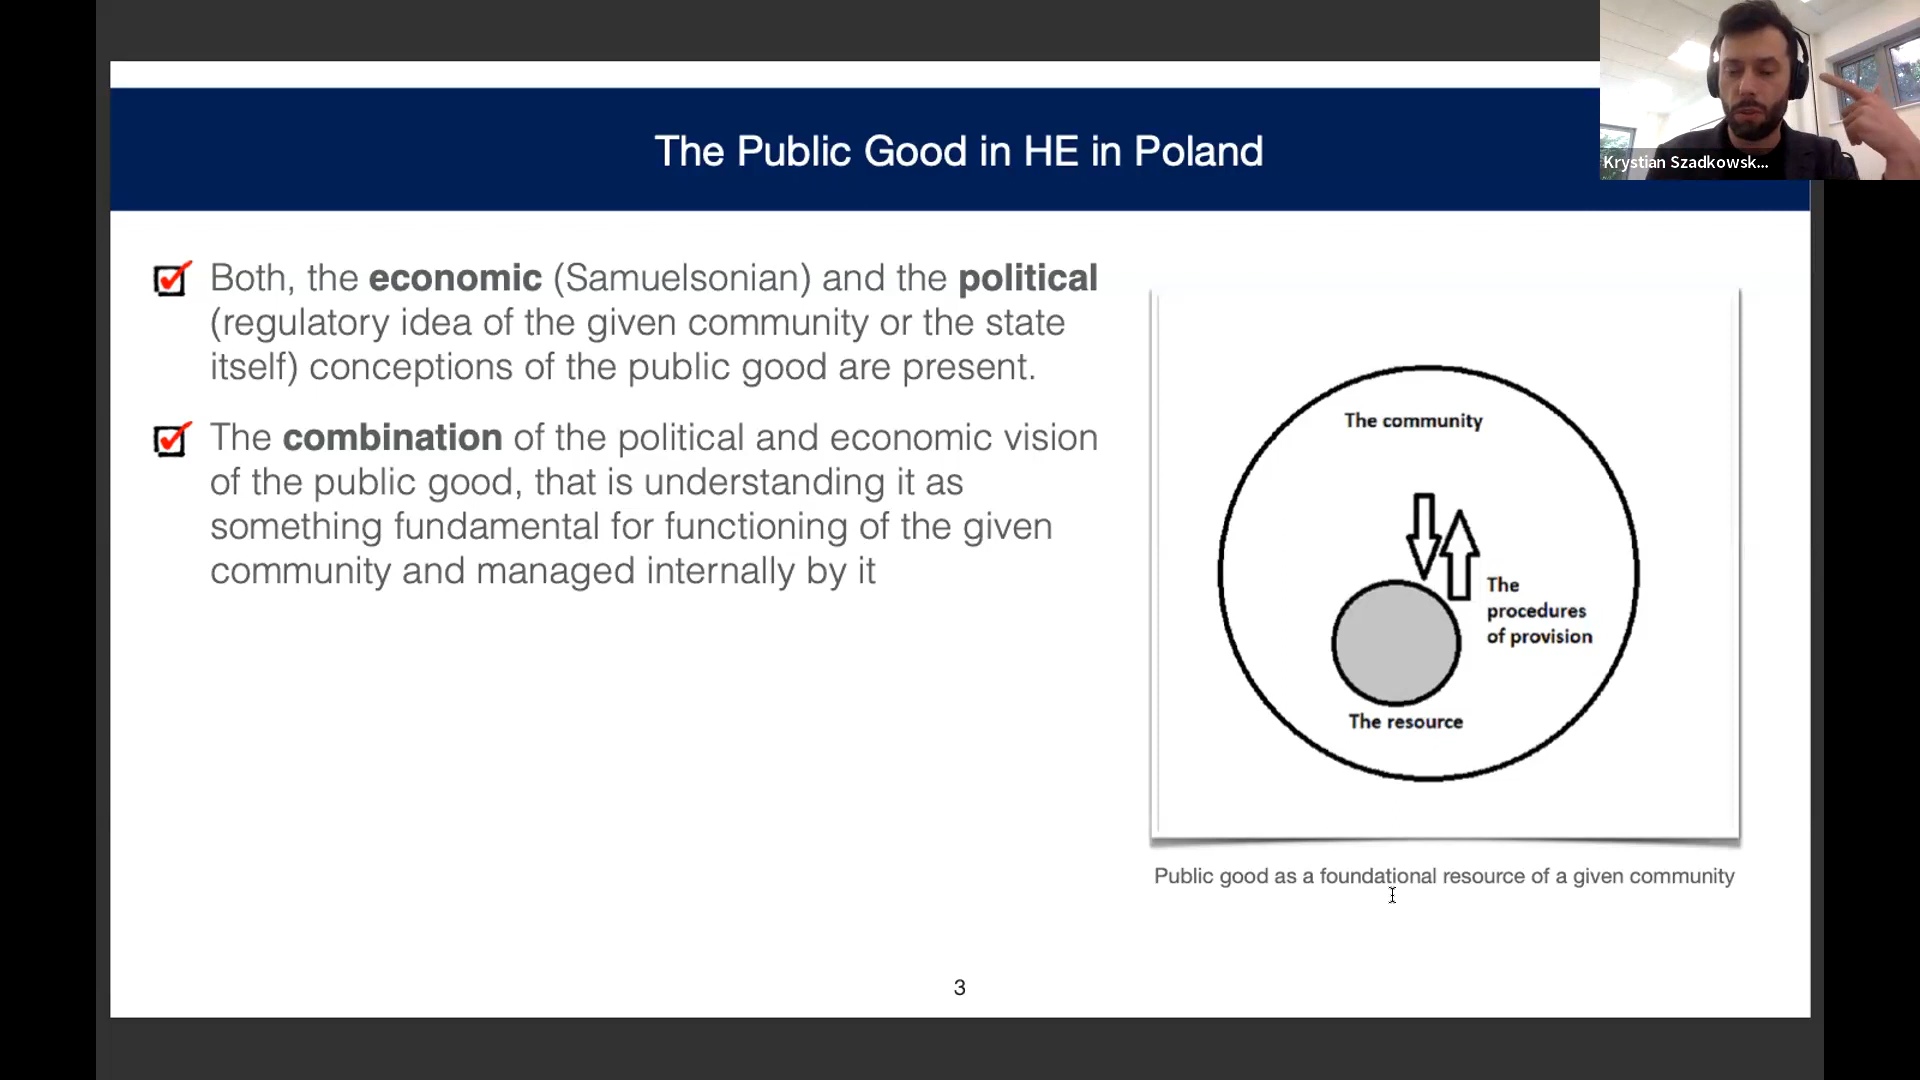 The Public Good in HE in Poland
Krystian Szadkowsk...
Both, the economic (Samuelsonian) and the political
(regulatory idea of the given community or the state
itself) conceptions of the public good are present.
The combination of the political and economic vision
of the public good, that is understanding it as
something fundamental for functioning of the given
community and managed internally by it
The community
The
procedures
of provision
The resource
Public good as a foundational resource of a given community
3